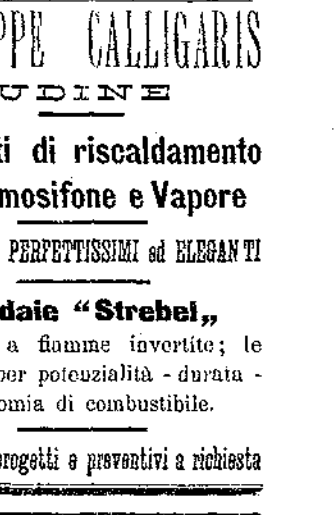 PPE CALLIGARIS
UDINE
ti di riscaldamento
mosifone e Vapore
PERFETTISSIMI ed ELEGANTI
daie “Strebel„
a fiamme invertite; le
per potenzialità - durata -
omia di combustibile.
progetti e preventivi a richiesta